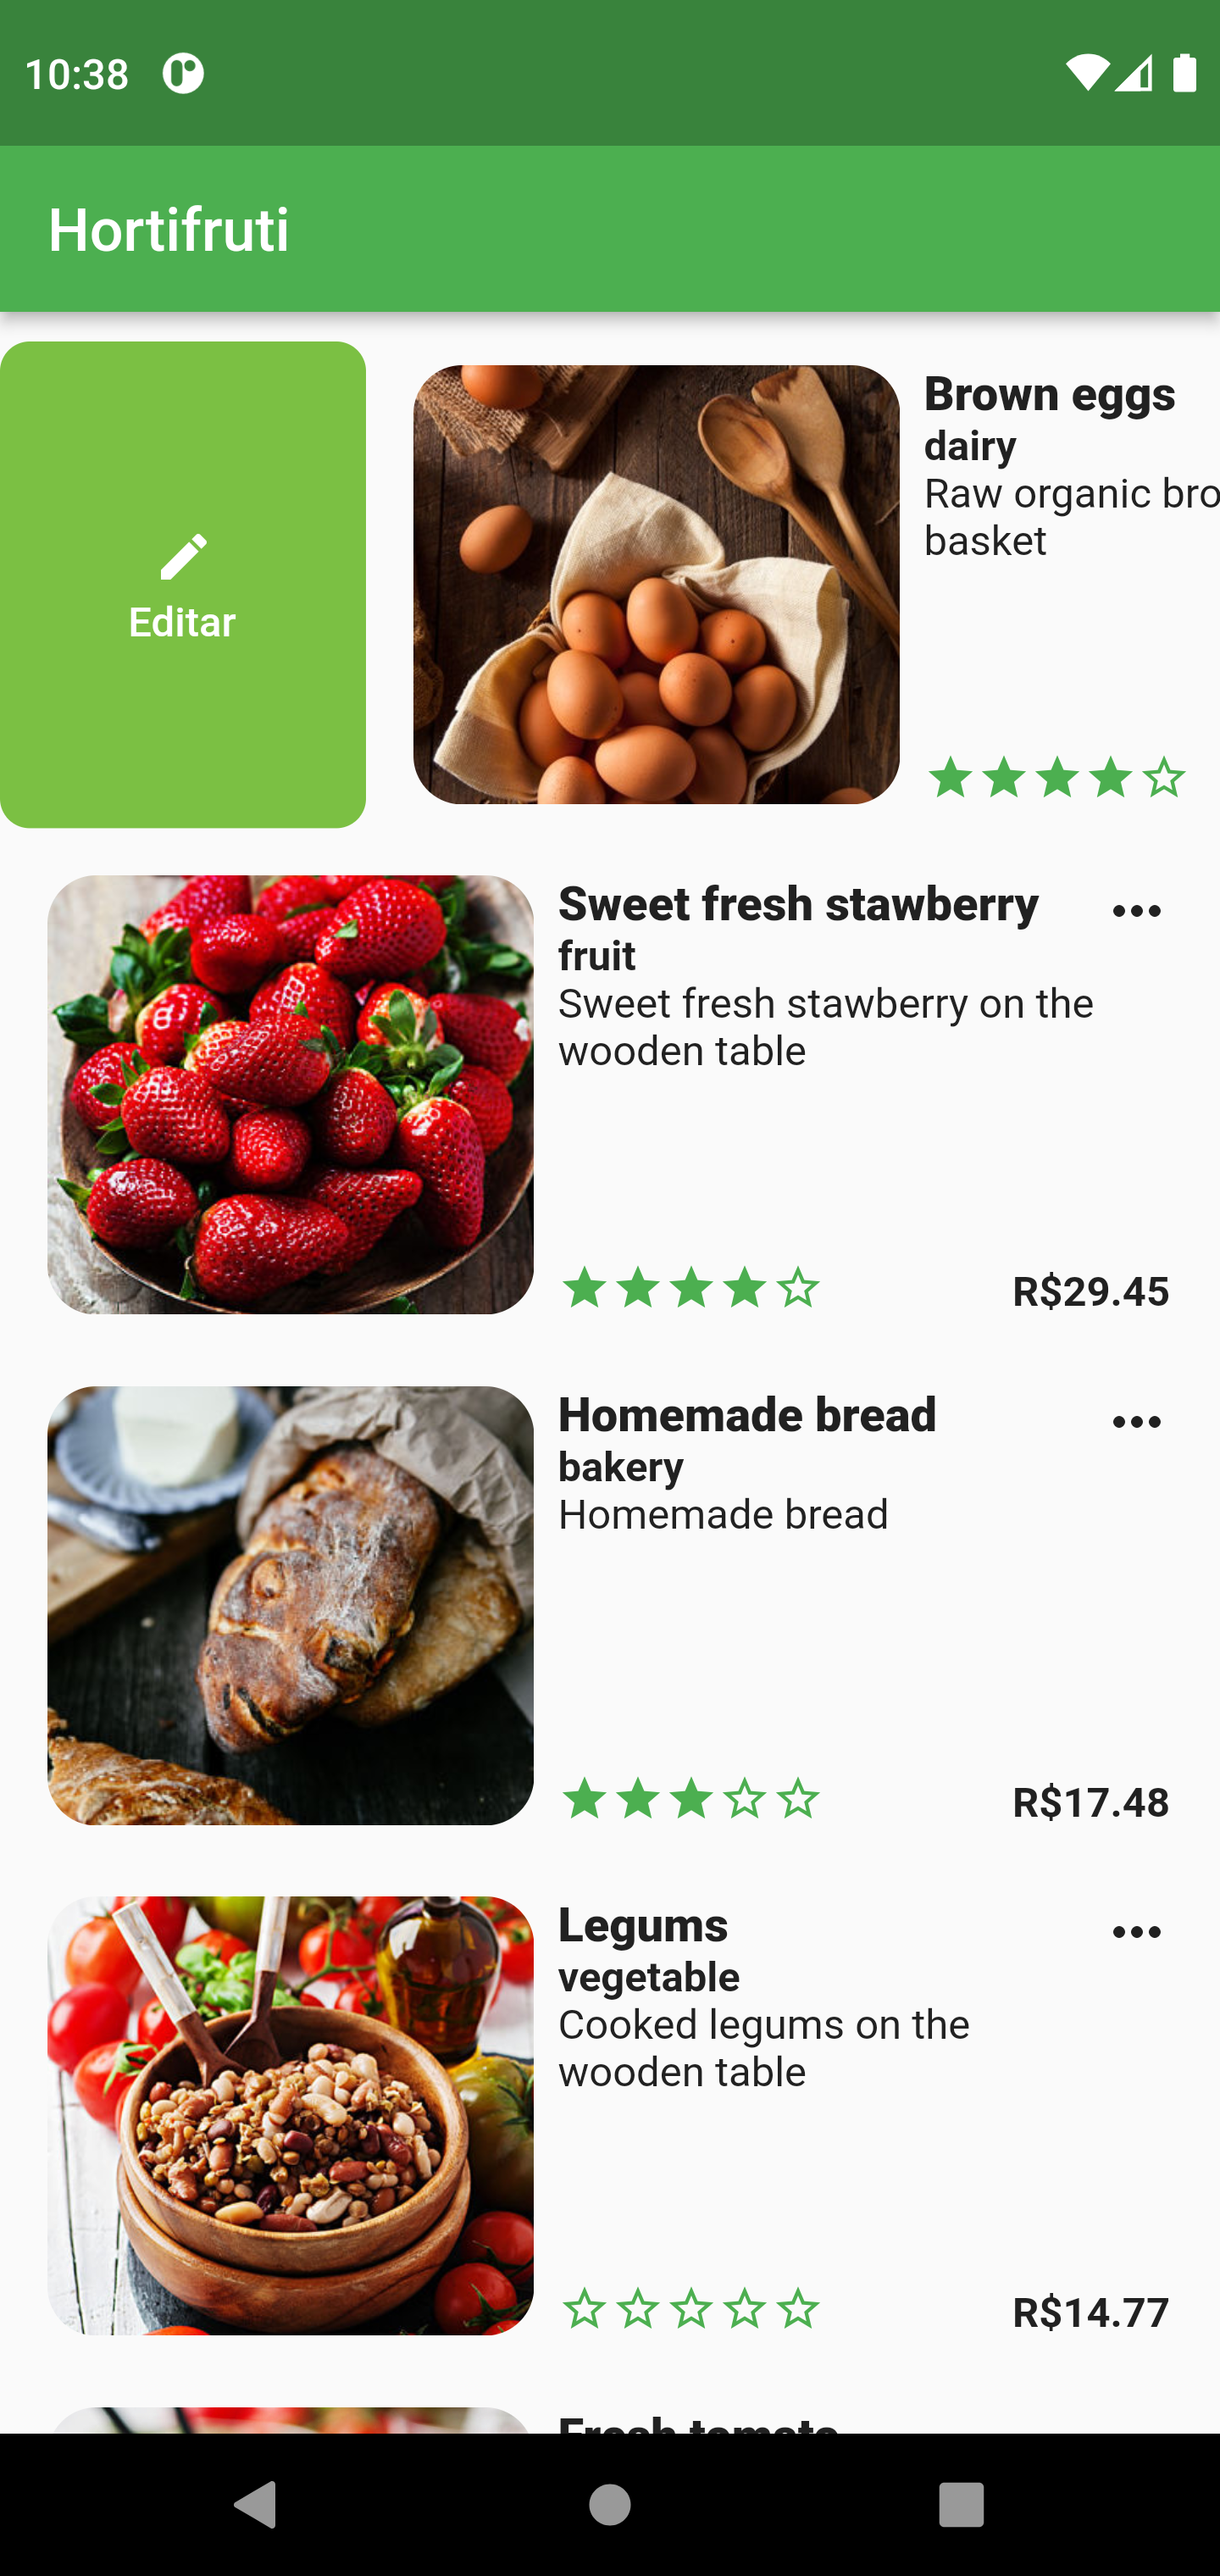 10:38
Hortifruti
Editar
Brown eggs
dairy
Raw organic bro
basket
Sweet fresh stawberry
fruit
Sweet fresh stawberry on the
wooden table
R$29.45
Homemade bread
bakery
Homemade bread
R$17.48
Legums
vegetable
Cooked legums on the
wooden table
R$14.77
Fresh tomato